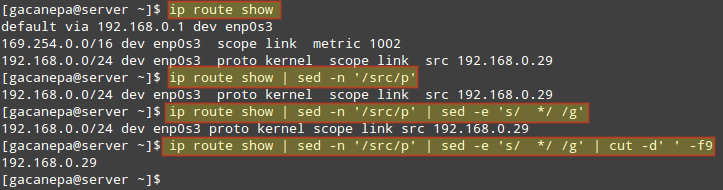 [gacanepa@server ~]$ ip route show
default via 192.168.0.1 dev enp0s3
169.254.0.0/16 dev enp0s3  scope link  metric 1002
192.168.0.0/24 dev enp0s3  proto kernel  scope link  src 192.168.0.29
[gacanepa@server ~]$ ip route show | sed -n '/src/p'
192.168.0.0/24 dev enp0s3  proto kernel  scope link  src 192.168.0.29
[gacanepa@server ~]$ ip route show | sed -n '/src/p' | sed -e 's/  */ /g'
192.168.0.0/24 dev enp0s3 proto kernel scope link src 192.168.0.29
[gacanepa@server ~]$ ip route show | sed -n '/src/p' | sed -e 's/  */ /g' | cut -d' ' -f9
192.168.0.29
[gacanepa@server ~]$